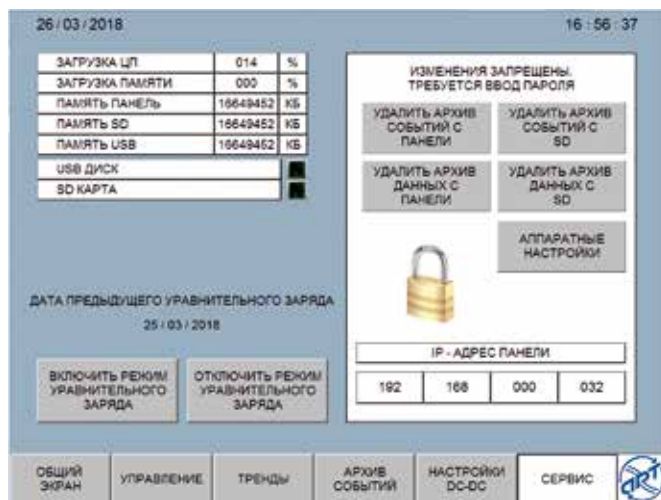 26 / 03 / 2018
16 : 56 : 37
ЗАГРУЗКА ЦП 014 %
ЗАГРУЗКА ПАМЯТИ 000 %
ПАМЯТЬ ПАНЕЛЬ 16649452 КБ
ПАМЯТЬ SD 16649452 КБ
ПАМЯТЬ USB 16649452 КБ
USB ДИСК
SD КАРТА
ДАТА ПРЕДЫДУЩЕГО УРАВНИТЕЛЬНОГО ЗАРЯДА
25 / 03 / 2018
ВКЛЮЧИТЬ РЕЖИМ
УРАВНИТЕЛЬНОГО
ЗАРЯДА
ОТКЛЮЧИТЬ РЕЖИМ
УРАВНИТЕЛЬНОГО
ЗАРЯДА
ИЗМЕНЕНИЯ ЗАПРЕЩЕНЫ.
ТРЕБУЕТСЯ ВВОД ПАРОЛЯ
УДАЛИТЬ АРХИВ
СОБЫТИЙ С
ПАНЕЛИ
УДАЛИТЬ АРХИВ
СОБЫТИЙ С
SD
УДАЛИТЬ АРХИВ
ДАННЫХ С
ПАНЕЛИ
УДАЛИТЬ АРХИВ
ДАННЫХ С
SD
АППАРАТНЫЕ
НАСТРОЙКИ
IP - АДРЕС ПАНЕЛИ
192 168 000 032
ОБЩИЙ
ЭКРАН
УПРАВЛЕНИЕ
ТРЕНДЫ
АРХИВ
СОБЫТИЙ
НАСТРОЙКИ
DC-DC
СЕРВИС
ART